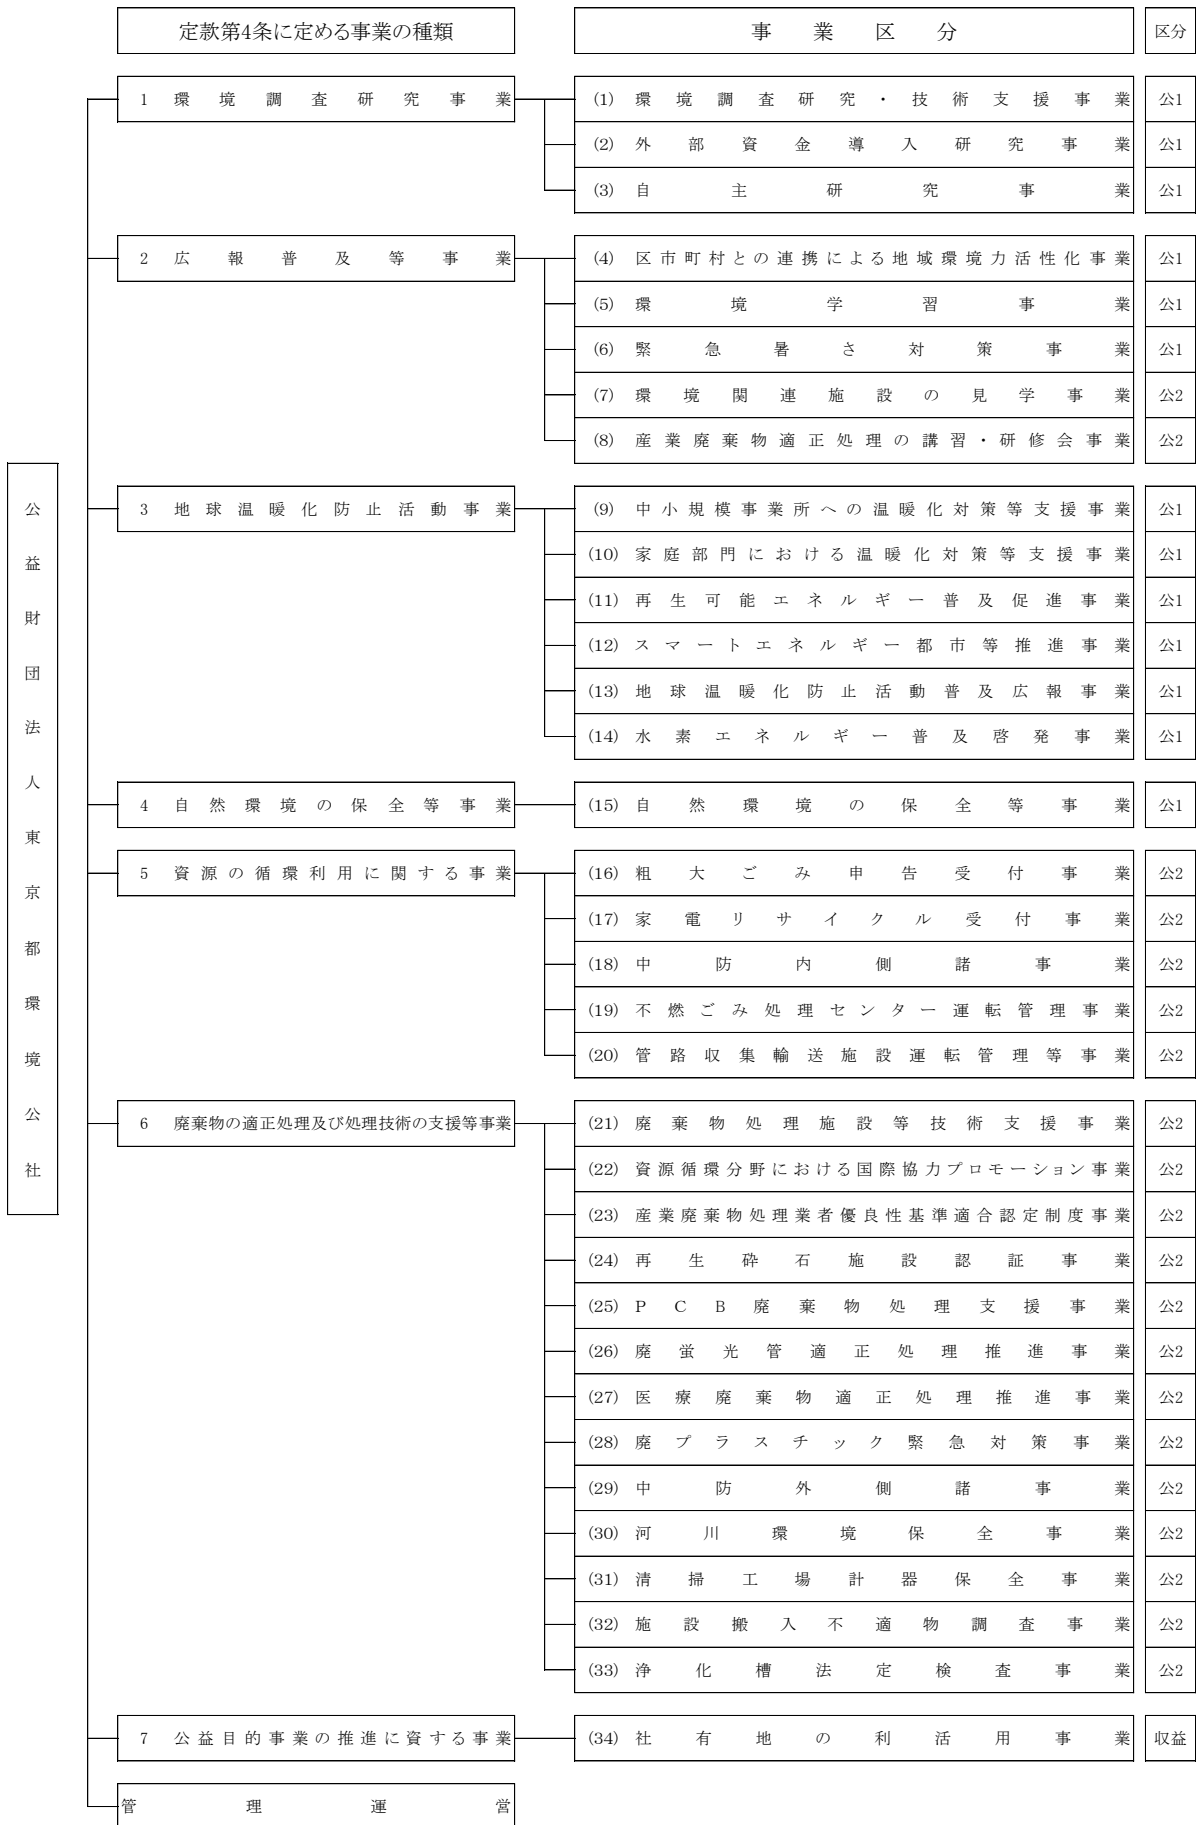 定款第4条に定める事業の種類 事業区分 区分
1 環境調査研究事業 (1) 環境調査研究・技術支援事業 公1
(2) 外部資金導入研究事業 公1
(3) 自主研究事業 公1
2 広報普及等事業 (4) 区市町村との連携による地域環境力活性化事業 公1
(5) 環境学習事業 公1
(6) 緊急暑さ対策事業 公1
(7) 環境関連施設の見学事業 公2
(8) 産業廃棄物適正処理の講習・研修会事業 公2
公益財団法人東京都環境公社
3 地球温暖化防止活動事業 (9) 中小規模事業所への温暖化対策等支援事業 公1
(10) 家庭部門における温暖化対策等支援事業 公1
(11) 再生可能エネルギー普及促進事業 公1
(12) スマートエネルギー都市等推進事業 公1
(13) 地球温暖化防止活動普及広報事業 公1
(14) 水素エネルギー普及啓発事業 公1
4 自然環境の保全等事業 (15) 自然環境の保全等事業 公1
5 資源の循環利用に関する事業 (16) 粗大ごみ申告受付事業 公2
(17) 家電リサイクル受付事業 公2
(18) 中防内側諸事業 公2
(19) 不燃ごみ処理センター運転管理事業 公2
(20) 管路収集輸送施設運転管理等事業 公2
6 廃棄物の適正処理及び処理技術の支援等事業 (21) 廃棄物処理施設等技術支援事業 公2
(22) 資源循環分野における国際協力プロモーション事業 公2
(23) 産業廃棄物処理業者優良性基準適合認定制度事業 公2
(24) 再生砕石施設認証事業 公2
(25) PCB廃棄物処理支援事業 公2
(26) 廃蛍光管適正処理推進事業 公2
(27) 医療廃棄物適正処理推進事業 公2
(28) 廃プラスチック緊急対策事業 公2
(29) 中防外側諸事業 公2
(30) 河川環境保全事業 公2
(31) 清掃工場計器保全事業 公2
(32) 施設搬入不適物調査事業 公2
(33) 浄化槽法定検査事業 公2
7 公益目的事業の推進に資する事業 (34) 社有地の利活用事業 収益
管理運営